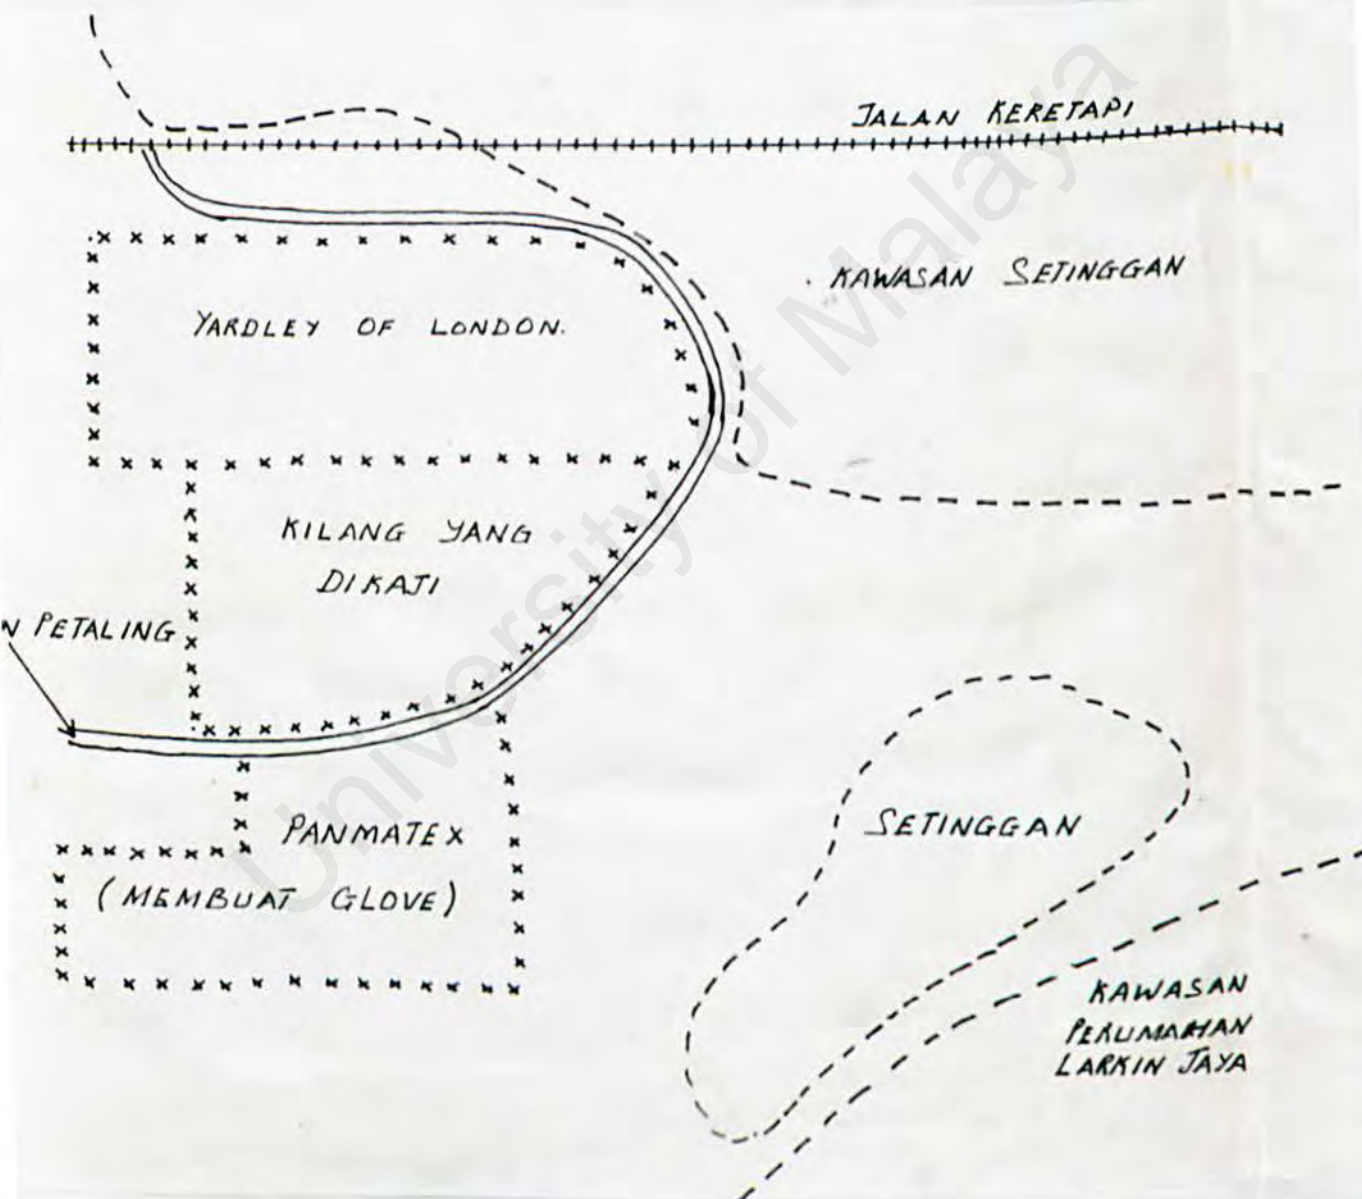 JALAN KERETAPI
KAWASAN SETINGGAN
YARDLEY OF LONDON.
KILANG YANG
DIKAJI
N PETALING
PANMATEX
(MEMBUAT GLOVE)
SETINGGAN
KAWASAN
PERUMAHAN
LARKIN JAYA
University of Malaya